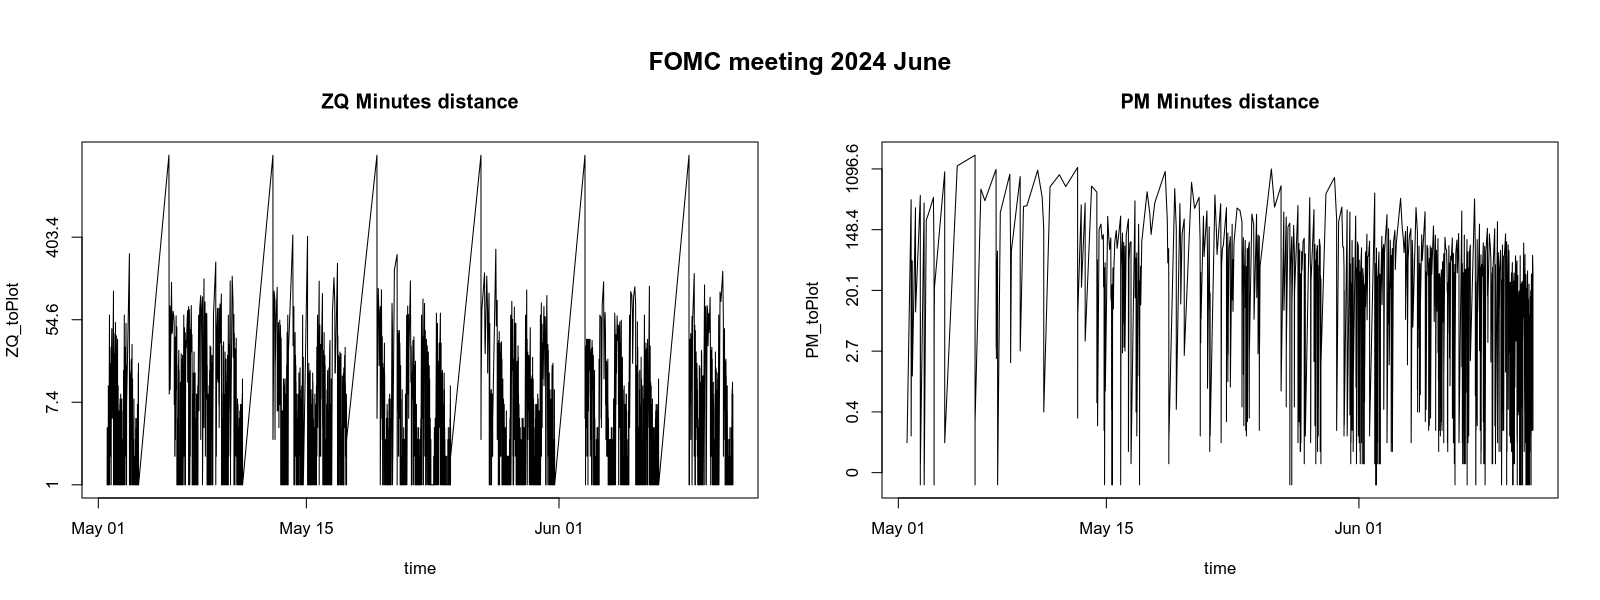 FOMC meeting 2024 June
ZQ Minutes distance
ZQ_toPlot
403.4
54.6
7.4
1
May 01
May 15
Jun 01
time
PM Minutes distance
PM_toPlot
1096.6
148.4
20.1
2.7
0.4
0
May 01
May 15
Jun 01
time